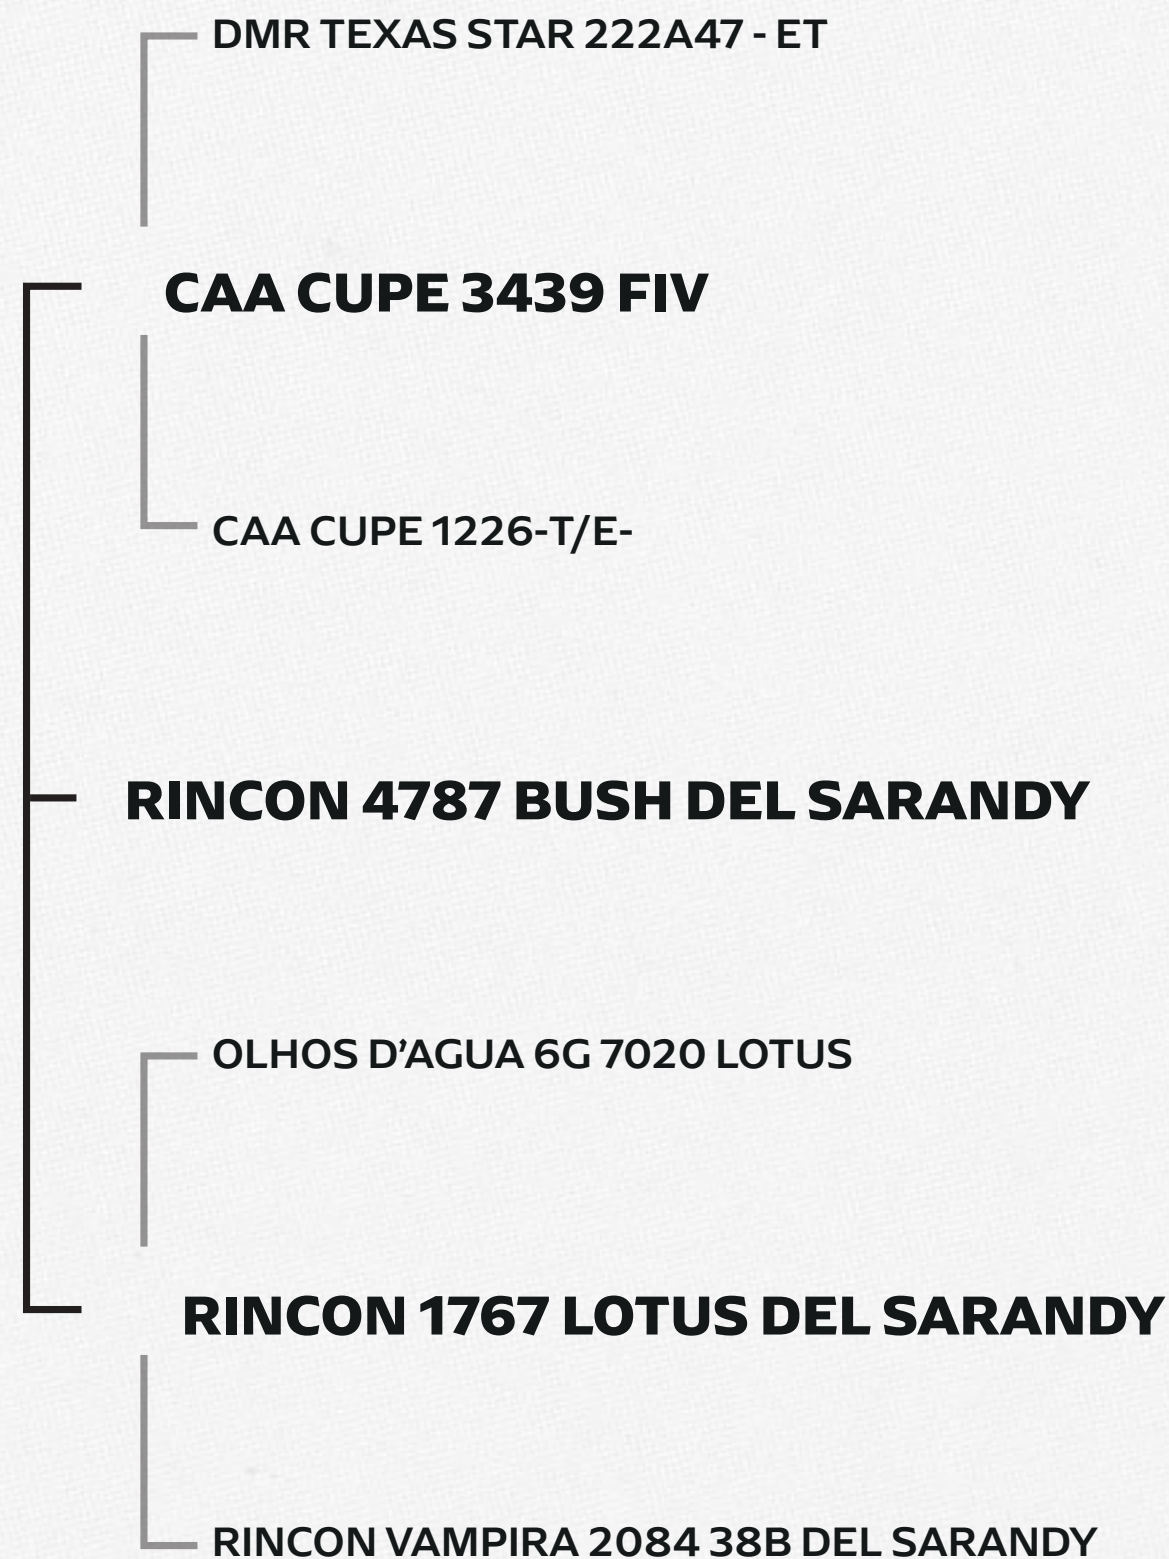 DMR TEXAS STAR 222A47 - ET
CAA CUPE 3439 FIV
CAA CUPE 1226-T/E-
RINCON 4787 BUSH DEL SARANDY
OLHOS D’AGUA 6G 7020 LOTUS
RINCON 1767 LOTUS DEL SARANDY
RINCON VAMPIRA 2084 38B DEL SARANDY